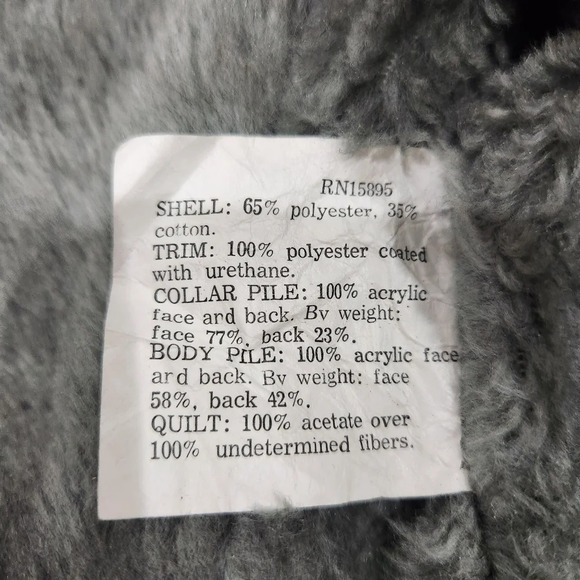 RN15895
SHELL: 65% polyester, 35%
cotton.
TRIM: 100% polyester coated
with urethane.
COLLAR PILE: 100% acrylic
face ard back. Bv weight:
face 77%, back 23%.
BODY PILE: 100% acrylic face
ard back. Bv weight: face
58%, back 42%.
QUILT: 100% acetate over
100% undetermined fibers.